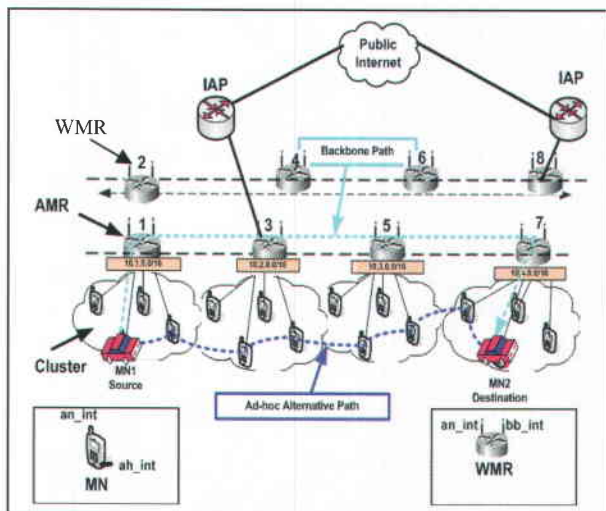 Public
Internet
IAP
IAP
WMR
2
4
6
8
Backbone Path
AMR
1
3
5
7
10.1.0.0/16
10.2.0.0/16
10.3.0.0/16
10.4.0.0/16
Cluster
MN1
Source
MN2
Destination
Ad-hoc Alternative Path
an_int
ah_int
MN
an_int
bb_int
WMR